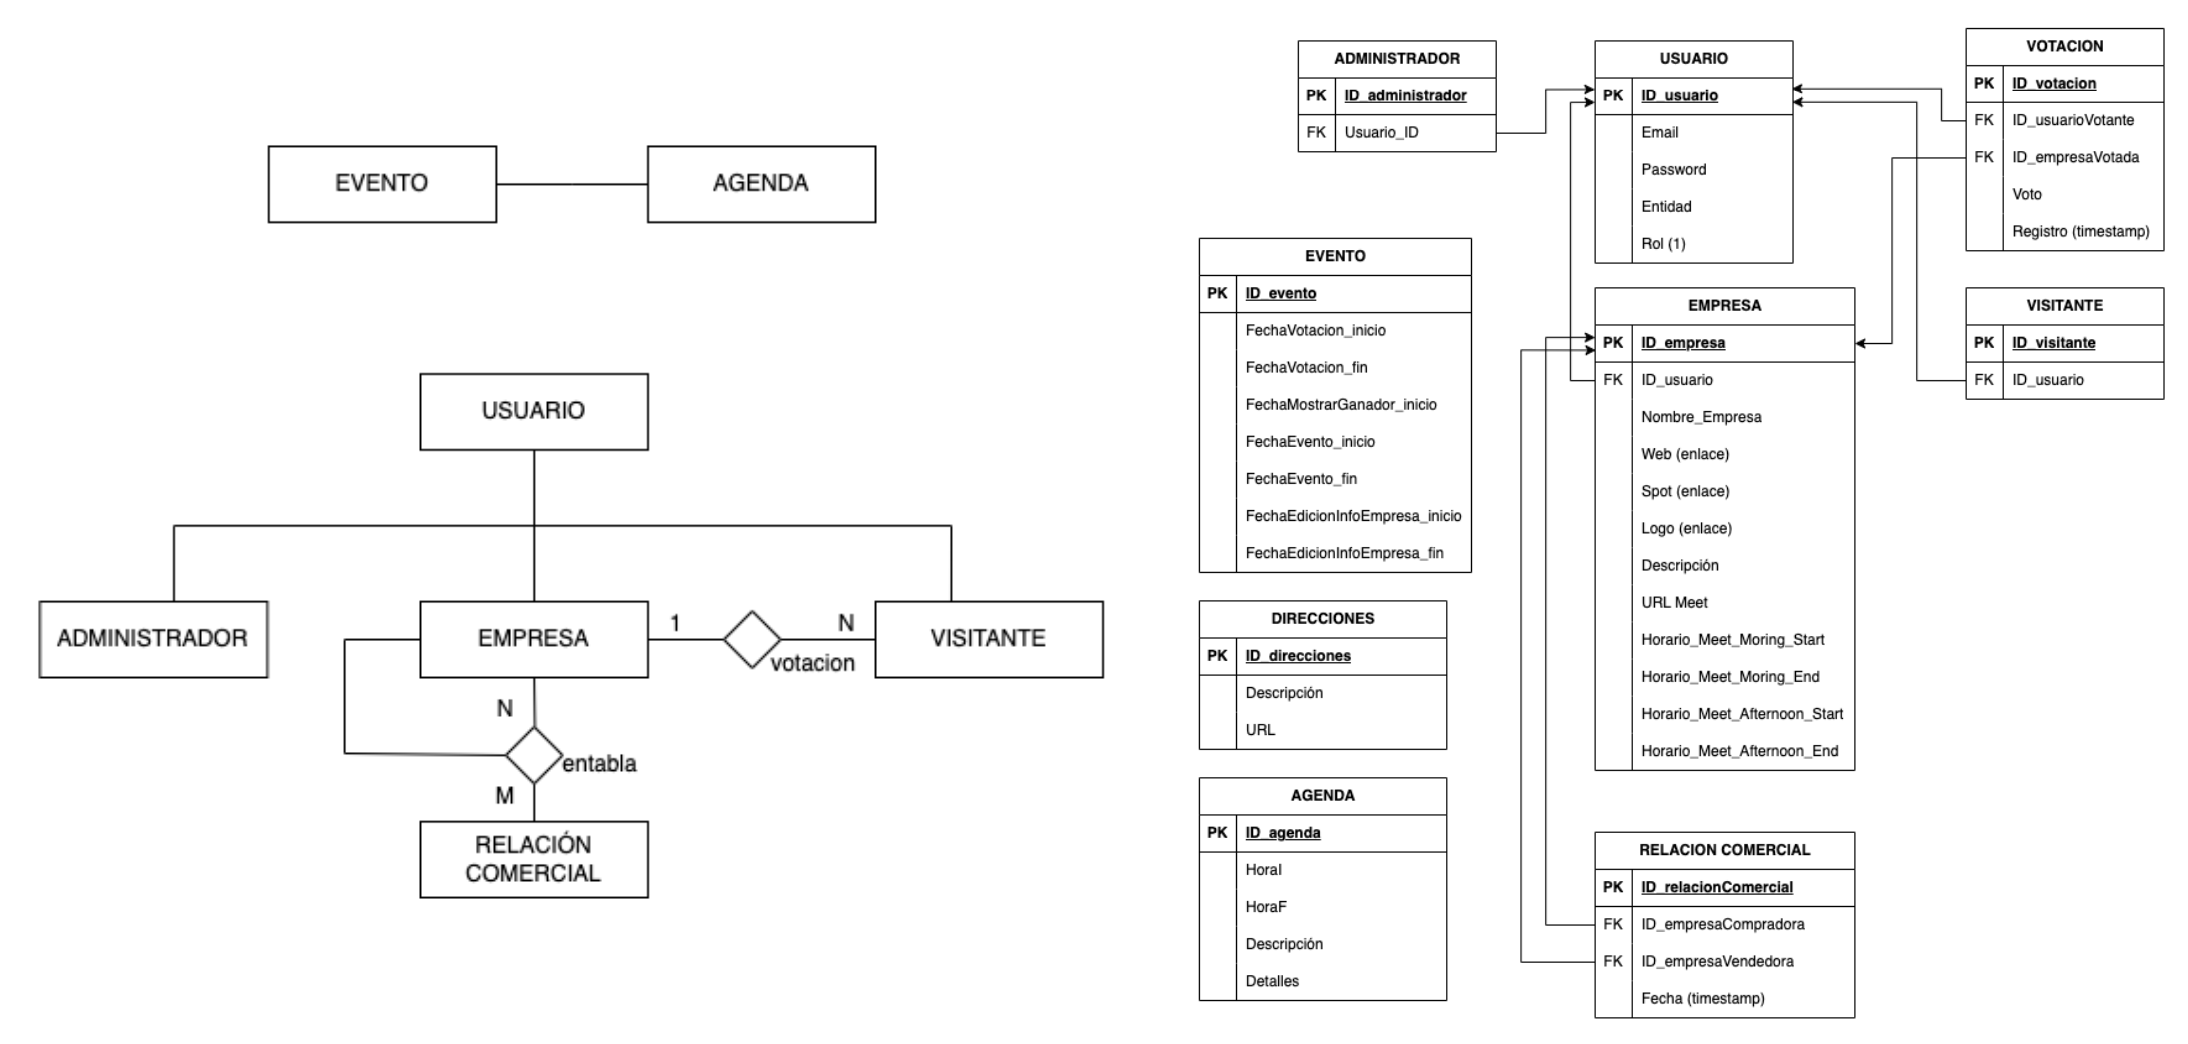 EVENTO
AGENDA
USUARIO
ADMINISTRADOR
EMPRESA
1
N
votacion
VISITANTE
N
entabla
M
RELACIÓN
COMERCIAL
ADMINISTRADOR
PK ID_administrador
FK Usuario_ID
USUARIO
PK ID_usuario
Email
Password
Entidad
Rol (1)
VOTACION
PK ID_votacion
FK ID_usuarioVotante
FK ID_empresaVotada
Voto
Registro (timestamp)
EVENTO
PK ID_evento
FechaVotacion_inicio
FechaVotacion_fin
FechaMostrarGanador_inicio
FechaEvento_inicio
FechaEvento_fin
FechaEdicionInfoEmpresa_inicio
FechaEdicionInfoEmpresa_fin
EMPRESA
PK ID_empresa
FK ID_usuario
Nombre_Empresa
Web (enlace)
Spot (enlace)
Logo (enlace)
Descripción
URL Meet
Horario_Meet_Moring_Start
Horario_Meet_Moring_End
Horario_Meet_Afternoon_Start
Horario_Meet_Afternoon_End
VISITANTE
PK ID_visitante
FK ID_usuario
DIRECCIONES
PK ID_direcciones
Descripción
URL
AGENDA
PK ID_agenda
HoraI
HoraF
Descripción
Detalles
RELACION COMERCIAL
PK ID_relacionComercial
FK ID_empresaCompradora
FK ID_empresaVendedora
Fecha (timestamp)